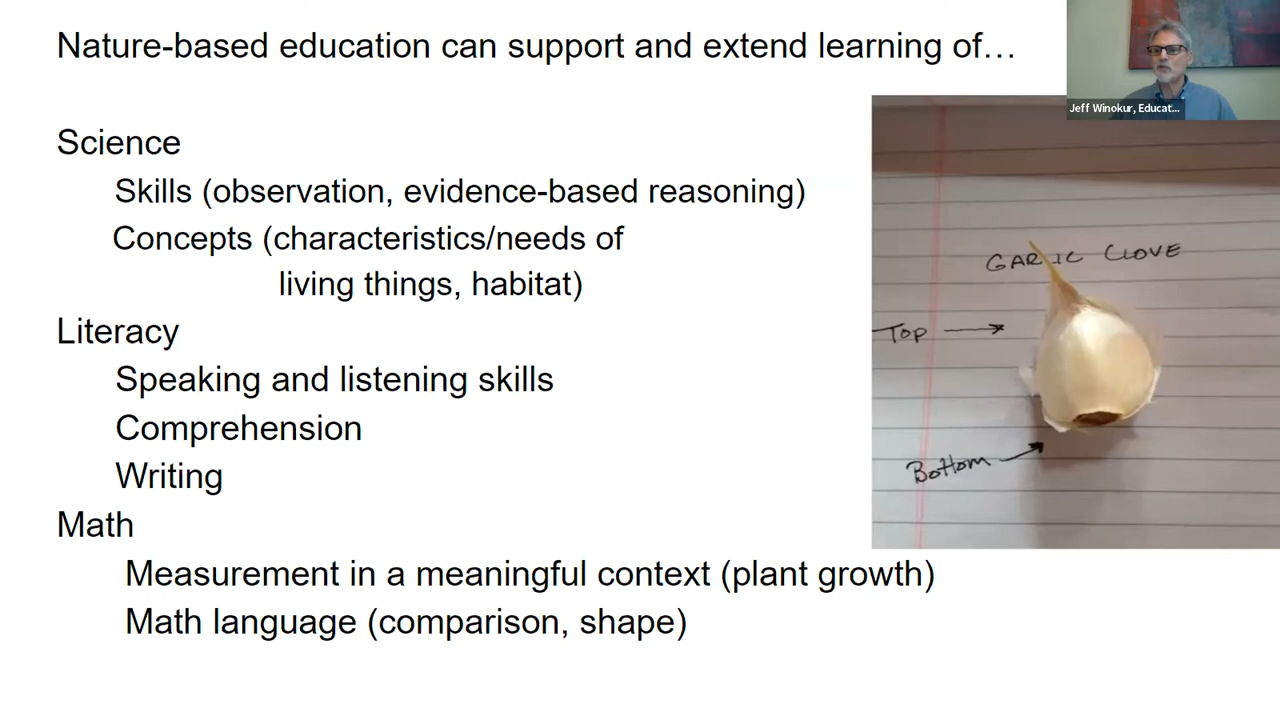 Nature-based education can support and extend learning of…
Jeff Winokur, Educat...
Science
Skills (observation, evidence-based reasoning)
Concepts (characteristics/needs of
living things, habitat)
Literacy
Speaking and listening skills
Comprehension
Writing
Math
Measurement in a meaningful context (plant growth)
Math language (comparison, shape)
GARLIC CLOVE
Top
Bottom